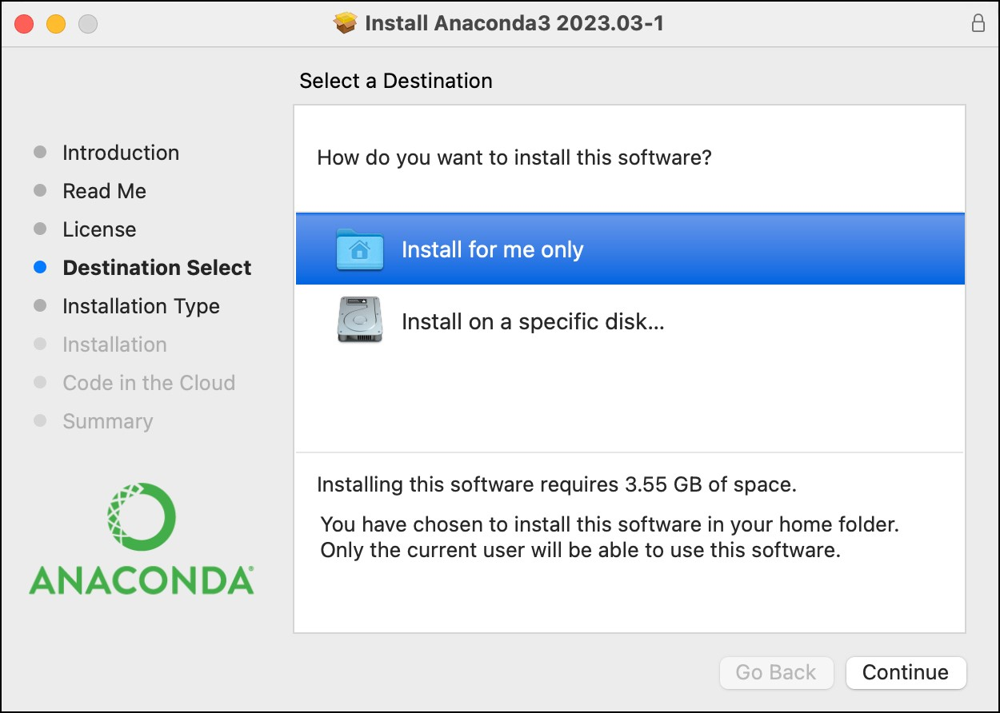 Install Anaconda3 2023.03-1
Select a Destination
Introduction
Read Me
License
Destination Select
Installation Type
Installation
Code in the Cloud
Summary
ANACONDA®
How do you want to install this software?
Install for me only
Install on a specific disk...
Installing this software requires 3.55 GB of space.
You have chosen to install this software in your home folder.
Only the current user will be able to use this software.
Go Back
Continue